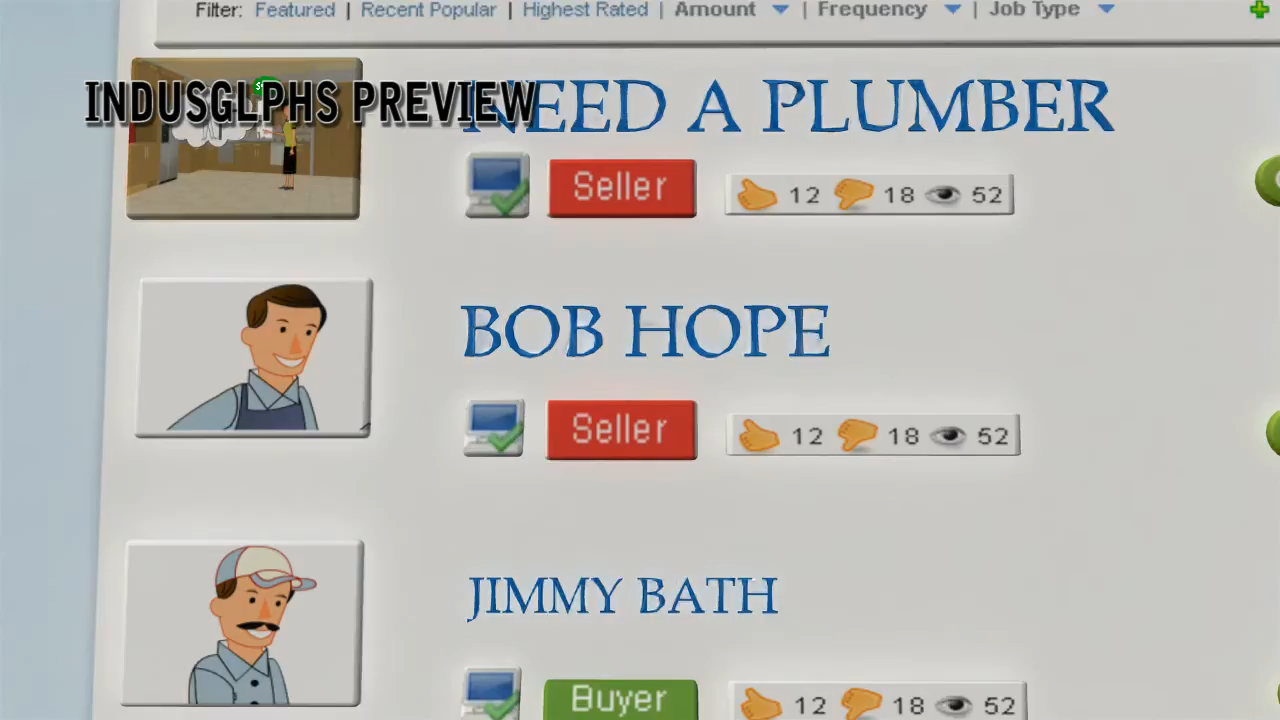 Filter: Featured | Recent Popular | Highest Rated | Amount | Frequency | Job Type
INDUSGLPHS PREVIEW
NEED A PLUMBER
Seller 12 18 52
BOB HOPE
Seller 12 18 52
JIMMY BATH
Buyer 12 18 52